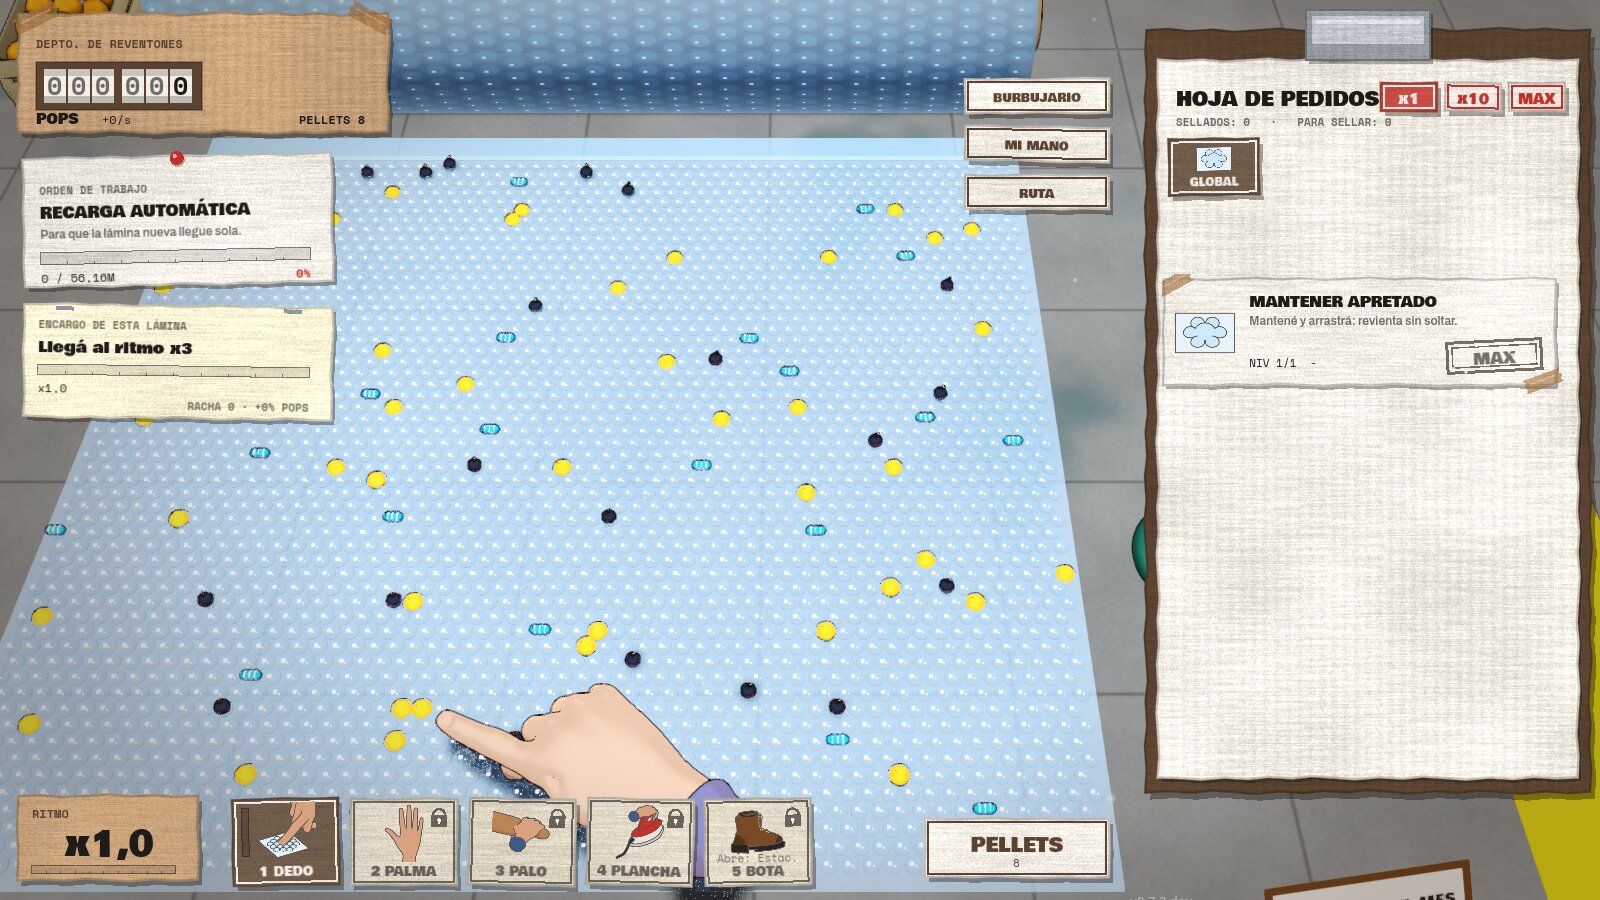 DEPTO. DE REVENTONES
000 000
POPS +0/s PELLETS 8
ORDEN DE TRABAJO
RECARGA AUTOMÁTICA
Para que la lámina nueva llegue sola.
0 / 56.16M 0%
ENCARGO DE ESTA LÁMINA
Llegá al ritmo x3
x1.0
RACHA 0 · +0% POPS
BURBUJARIO
MI MANO
RUTA
HOJA DE PEDIDOS x1 x10 MAX
SELLADOS: 0 · PARA SELLAR: 0
GLOBAL
MANTENER APRETADO
Mantené y arrastrá: revienta sin soltar.
NIV 1/1 - MAX
RITMO
x1,0
1 DEDO
2 PALMA
3 PALO
4 PLANCHA
Abre: Estac.
5 BOTA
PELLETS
8